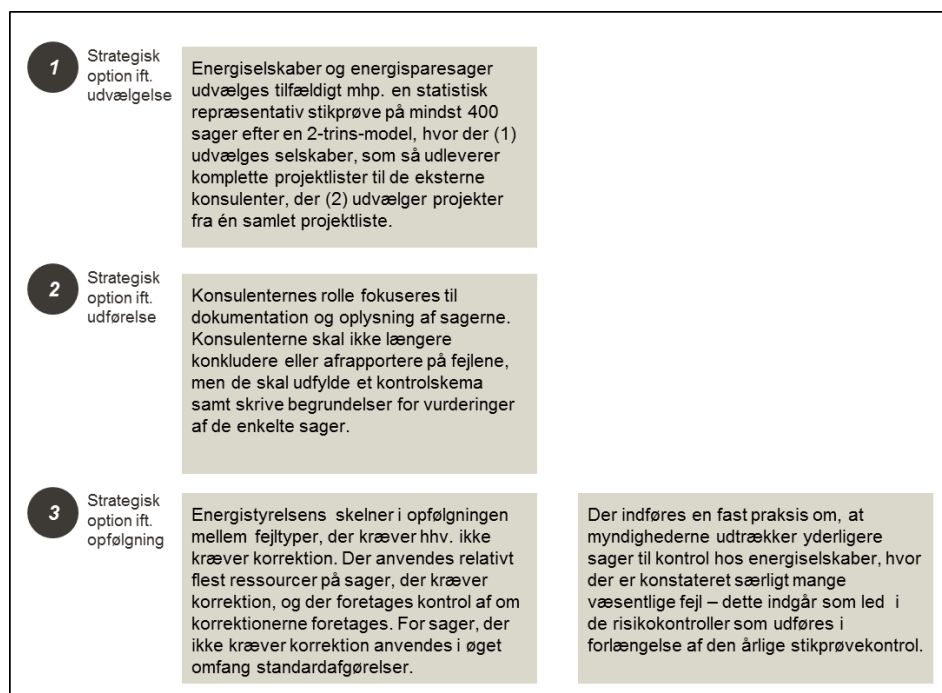 1
Strategisk
option ift.
udvælgelse
Energiselskaber og energisparesager
udvælges tilfældigt mhp. en statistisk
repræsentativ stikprøve på mindst 400
sager efter en 2-trins-model, hvor der (1)
udvælges selskaber, som så udleverer
komplette projektlister til de eksterne
konsulenter, der (2) udvælger projekter
fra én samlet projektliste.
2
Strategisk
option ift.
udførelse
Konsulenternes rolle fokuseres til
dokumentation og oplysning af sagerne.
Konsulenterne skal ikke længere
konkludere eller afrapportere på fejlene,
men de skal udfylde et kontrolskema
samt skrive begrundelser for vurderinger
af de enkelte sager.
3
Strategisk
option ift.
opfølgning
Energistyrelsens skelner i opfølgningen
mellem fejltyper, der kræver hhv. ikke
kræver korrektion. Der anvendes relativt
flest ressourcer på sager, der kræver
korrektion, og der foretages kontrol af om
korrektionerne foretages. For sager, der
ikke kræver korrektion anvendes i øget
omfang standardafgørelser.
Der indføres en fast praksis om, at
myndighederne udtrækker yderligere
sager til kontrol hos energiselskaber, hvor
der er konstateret særligt mange
væsentlige fejl – dette indgår som led i
de risikokontroller som udføres i
forlængelse af den årlige stikprøvekontrol.